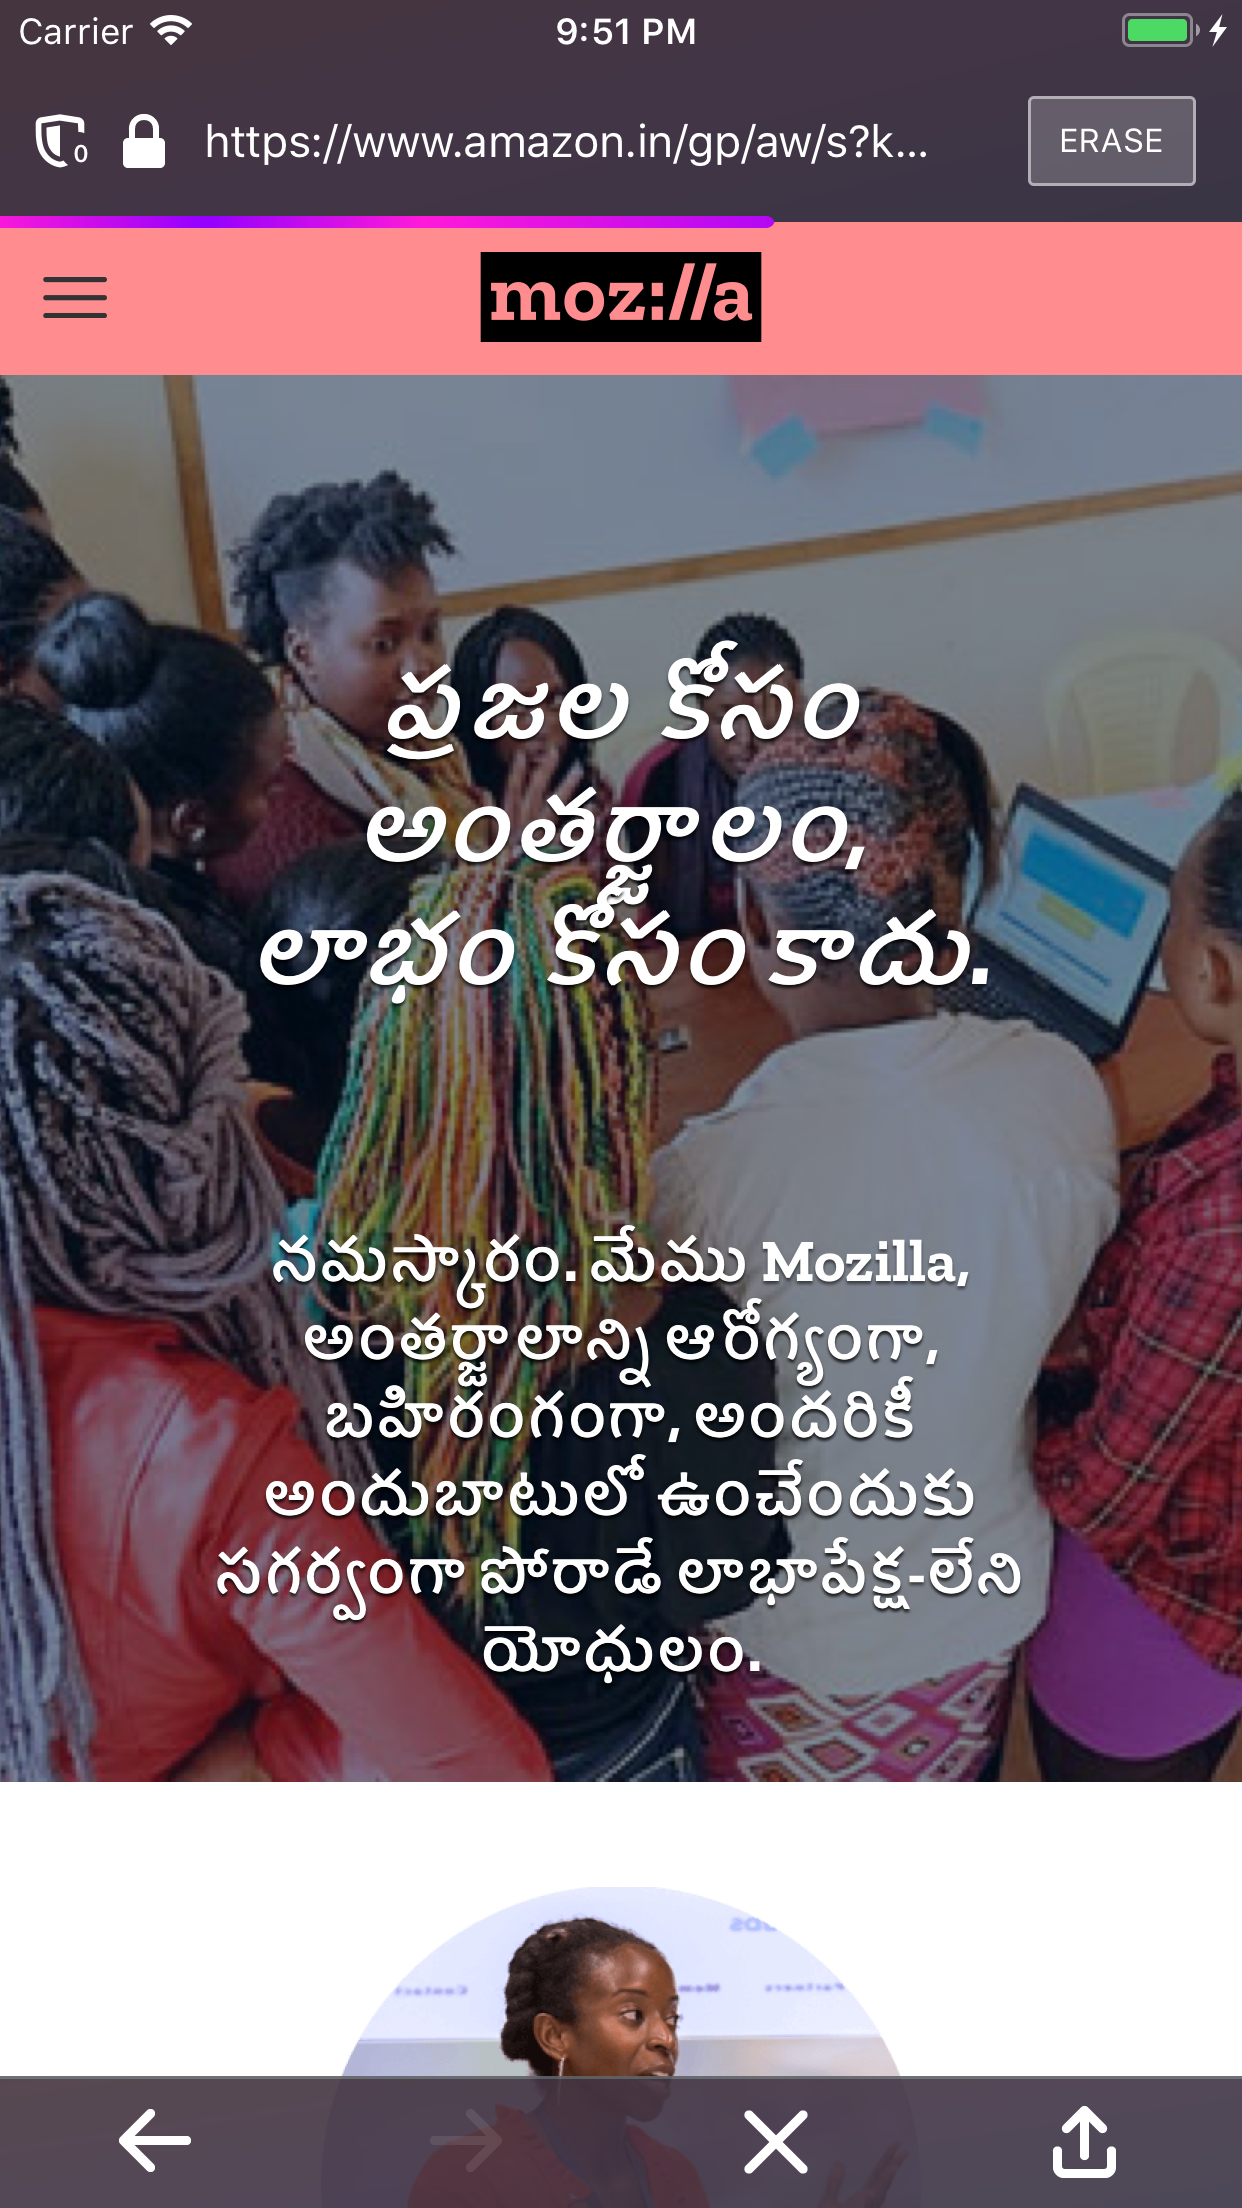 Carrier 9:51 PM
0 https://www.amazon.in/gp/aw/s?k... ERASE
moz://a
ప్రజల కోసం
అంతర్జాలం,
లాభం కోసం కాదు.
నమస్కారం. మేము Mozilla,
అంతర్జాలాన్ని ఆరోగ్యంగా,
బహిరంగంగా, అందరికీ
అందుబాటులో ఉంచేందుకు
సగర్వంగా పోరాడే లాభాపేక్ష-లేని
యోధులం.